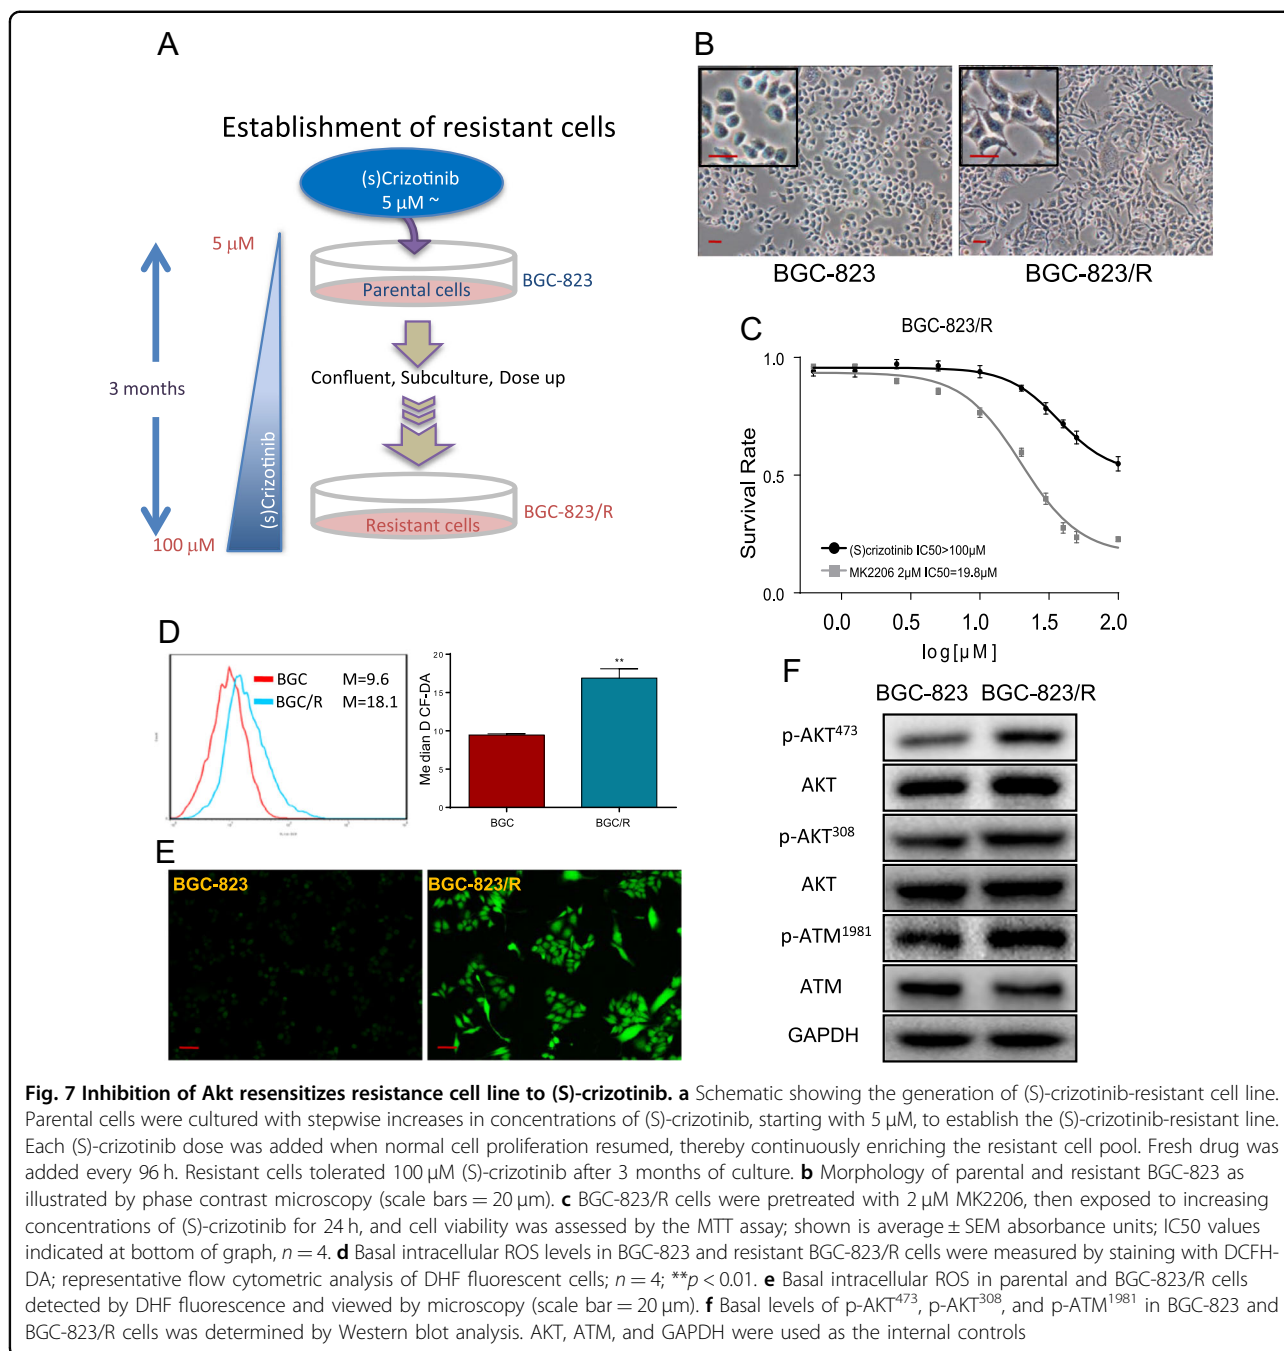 A
Establishment of resistant cells
(s)Crizotinib
5 µM ~
5 µM
BGC-823
Parental cells
3 months
Confluent, Subculture, Dose up
(s)Crizotinib
BGC-823/R
Resistant cells
100 µM
B
BGC-823
BGC-823/R
C
BGC-823/R
1.0
0.5
0.0
Survival Rate
(S)crizotinib IC50>100µM
MK2206 2µM IC50=19.8µM
0.0 0.5 1.0 1.5 2.0
log[µM]
D
BGC M=9.6
BGC/R M=18.1
Median D CF-DA
20
15
10
5
0
**
BGC
BGC/R
E
BGC-823
BGC-823/R
F
BGC-823 BGC-823/R
p-AKT473
AKT
p-AKT308
AKT
p-ATM1981
ATM
GAPDH
Fig. 7 Inhibition of Akt resensitizes resistance cell line to (S)-crizotinib. a Schematic showing the generation of (S)-crizotinib-resistant cell line.
Parental cells were cultured with stepwise increases in concentrations of (S)-crizotinib, starting with 5 µM, to establish the (S)-crizotinib-resistant line.
Each (S)-crizotinib dose was added when normal cell proliferation resumed, thereby continuously enriching the resistant cell pool. Fresh drug was
added every 96 h. Resistant cells tolerated 100 µM (S)-crizotinib after 3 months of culture. b Morphology of parental and resistant BGC-823 as
illustrated by phase contrast microscopy (scale bars = 20 µm). c BGC-823/R cells were pretreated with 2 µM MK2206, then exposed to increasing
concentrations of (S)-crizotinib for 24 h, and cell viability was assessed by the MTT assay; shown is average ± SEM absorbance units; IC50 values
indicated at bottom of graph, n = 4. d Basal intracellular ROS levels in BGC-823 and resistant BGC-823/R cells were measured by staining with DCFH-
DA; representative flow cytometric analysis of DHF fluorescent cells; n = 4; **p < 0.01. e Basal intracellular ROS in parental and BGC-823/R cells
detected by DHF fluorescence and viewed by microscopy (scale bar = 20 µm). f Basal levels of p-AKT473, p-AKT308, and p-ATM1981 in BGC-823 and
BGC-823/R cells was determined by Western blot analysis. AKT, ATM, and GAPDH were used as the internal controls